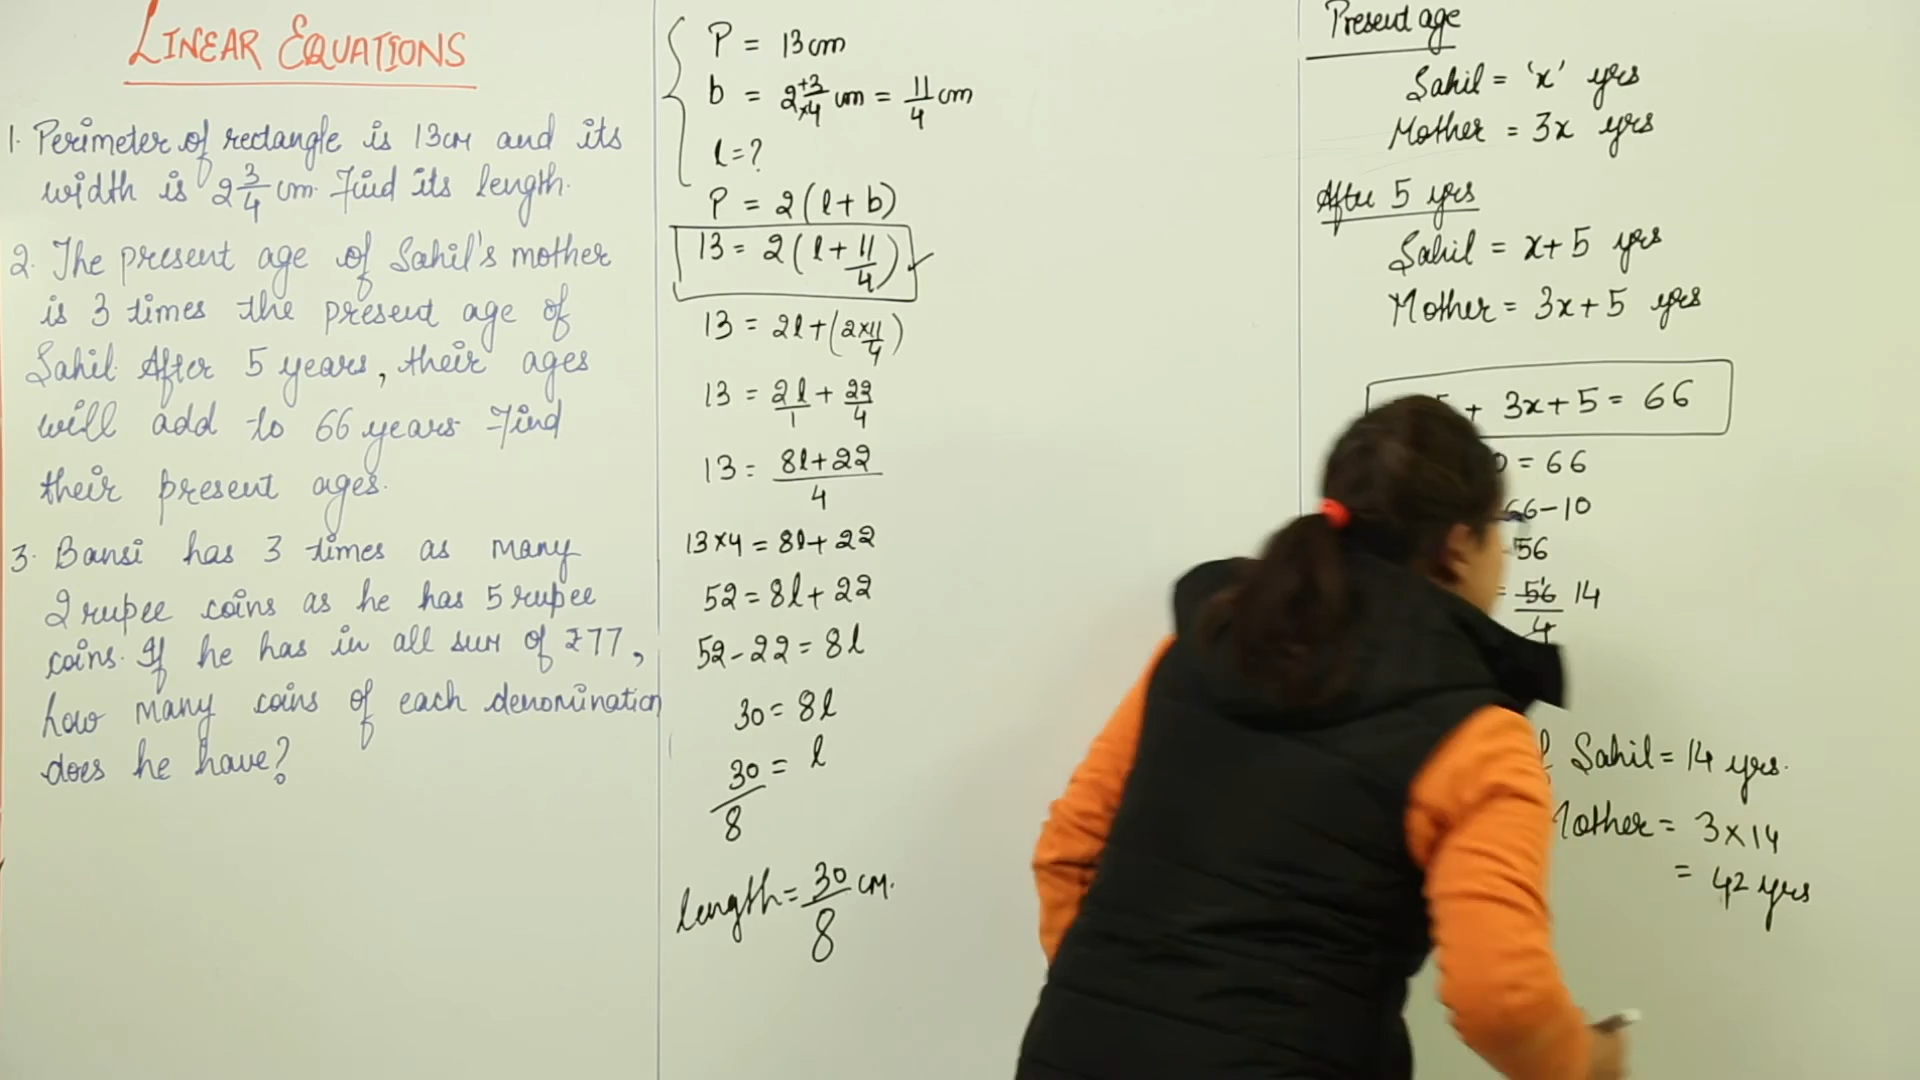 LINEAR EQUATIONS
1. Perimeter of rectangle is 13cm and its
width is 2 3/4 cm. Find its length.
2. The present age of Sahil's mother
is 3 times the present age of
Sahil. After 5 years, their ages
will add to 66 years. Find
their present ages.
3. Bansi has 3 times as many
2 rupee coins as he has 5 rupee
coins. If he has in all sum of ₹77,
how many coins of each denomination
does he have?
P = 13cm
b = 2 +3/×4 cm = 11/4 cm
l = ?
P = 2(l + b)
13 = 2(l + 11/4) ✓
13 = 2l + (2×11/4)
13 = 2l/1 + 22/4
13 = 8l+22/4
13×4 = 8l+22
52 = 8l+22
52-22 = 8l
30 = 8l
30/8 = l
length = 30/8 cm.
Present age
Sahil = 'x' yrs
Mother = 3x yrs
After 5 yrs
Sahil = x+5 yrs
Mother = 3x+5 yrs
+ 3x+5 = 66
= 66
66-10
56
= 56/4 14
Sahil = 14 yrs.
Mother = 3×14
= 42 yrs